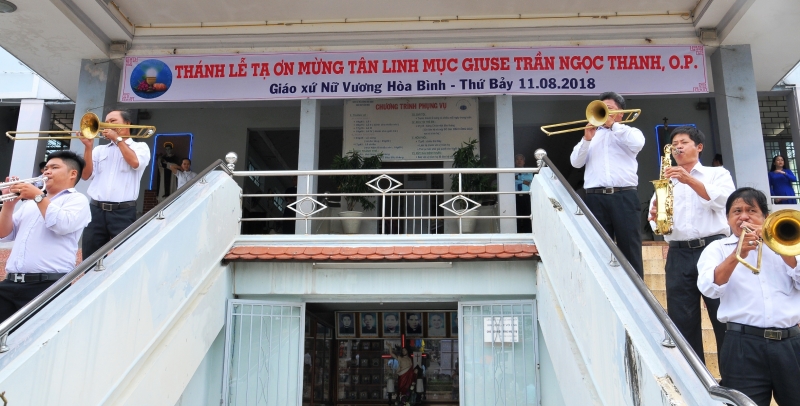 THÁNH LỄ TẠ ƠN MỪNG TÂN LINH MỤC GIUSE TRẦN NGỌC THANH, O.P.
Giáo xứ Nữ Vương Hòa Bình - Thứ Bảy 11.08.2018
CHƯƠNG TRÌNH PHỤNG VỤ